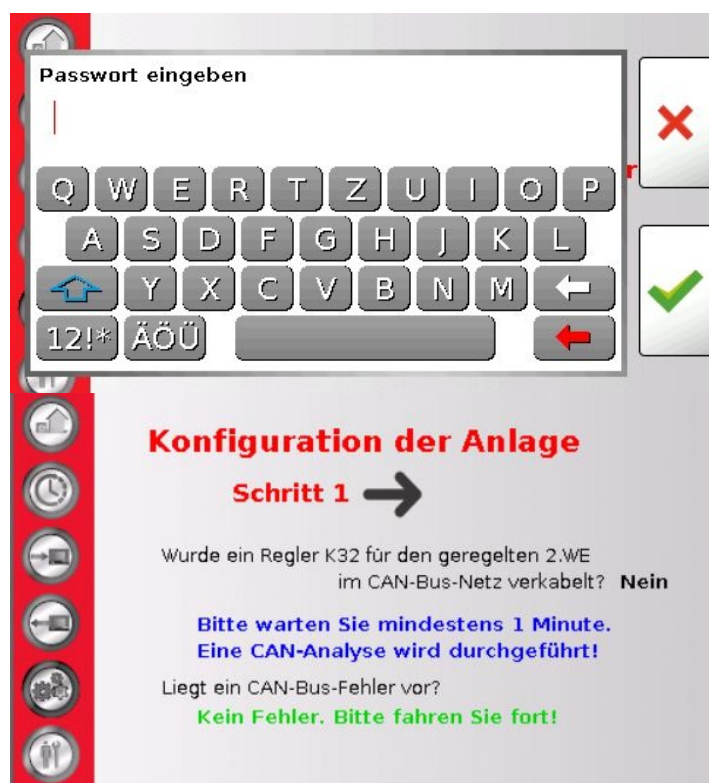 Passwort eingeben
r
Q W E R T Z U I O P
A S D F G H J K L
Y X C V B N M
12!* ÄÖÜ
Konfiguration der Anlage
Schritt 1
Wurde ein Regler K32 für den geregelten 2.WE
im CAN-Bus-Netz verkabelt? Nein
Bitte warten Sie mindestens 1 Minute.
Eine CAN-Analyse wird durchgeführt!
Liegt ein CAN-Bus-Fehler vor?
Kein Fehler. Bitte fahren Sie fort!